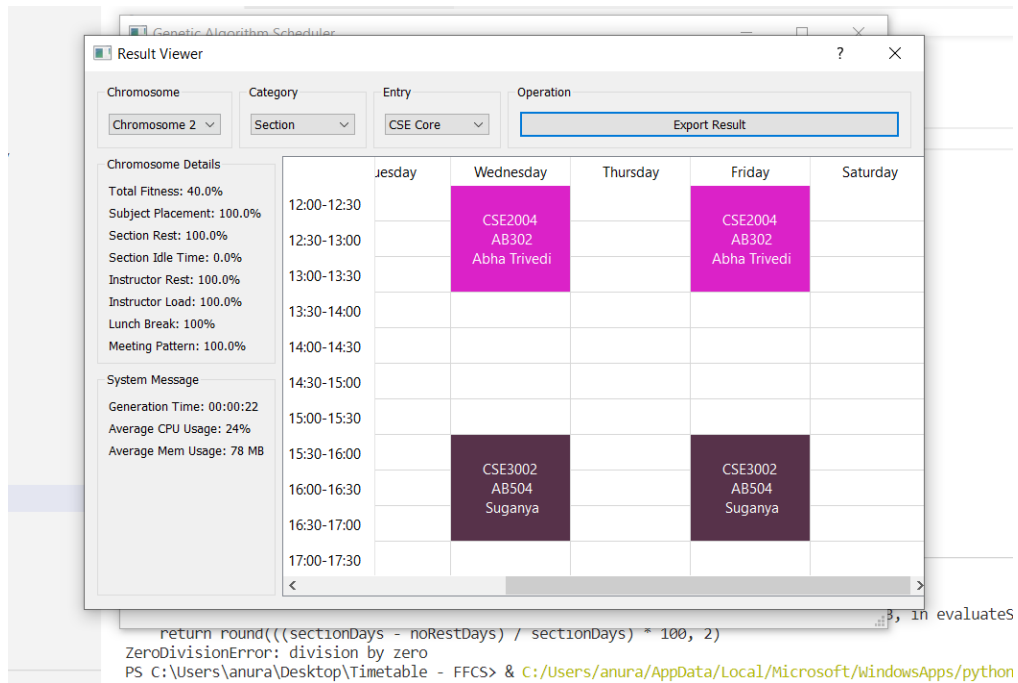 Genetic Algorithm Scheduler
Result Viewer
?
Chromosome
Category
Entry
Operation
Chromosome 2
Section
CSE Core
Export Result
Chromosome Details
Total Fitness: 40.0%
Subject Placement: 100.0%
Section Rest: 100.0%
Section Idle Time: 0.0%
Instructor Rest: 100.0%
Instructor Load: 100.0%
Lunch Break: 100%
Meeting Pattern: 100.0%
System Message
Generation Time: 00:00:22
Average CPU Usage: 24%
Average Mem Usage: 78 MB
uesday Wednesday Thursday Friday Saturday
12:00-12:30
12:30-13:00
13:00-13:30
13:30-14:00
14:00-14:30
14:30-15:00
15:00-15:30
15:30-16:00
16:00-16:30
16:30-17:00
17:00-17:30
CSE2004
AB302
Abha Trivedi
CSE2004
AB302
Abha Trivedi
CSE3002
AB504
Suganya
CSE3002
AB504
Suganya
, in evaluateS
return round(((sectionDays - noRestDays) / sectionDays) * 100, 2)
ZeroDivisionError: division by zero
PS C:\Users\anura\Desktop\Timetable - FFCS> & C:/Users/anura/AppData/Local/Microsoft/WindowsApps/python